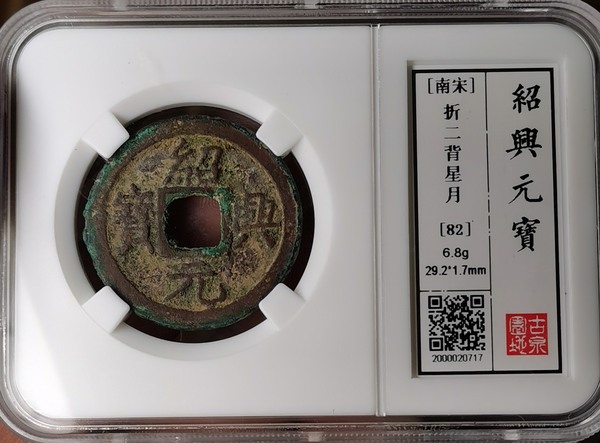 紹興元寶
[南宋]
折二背星月
[82]
6.8g
29.2*1.7mm
2000020717
紹興元寶
古泉
園地